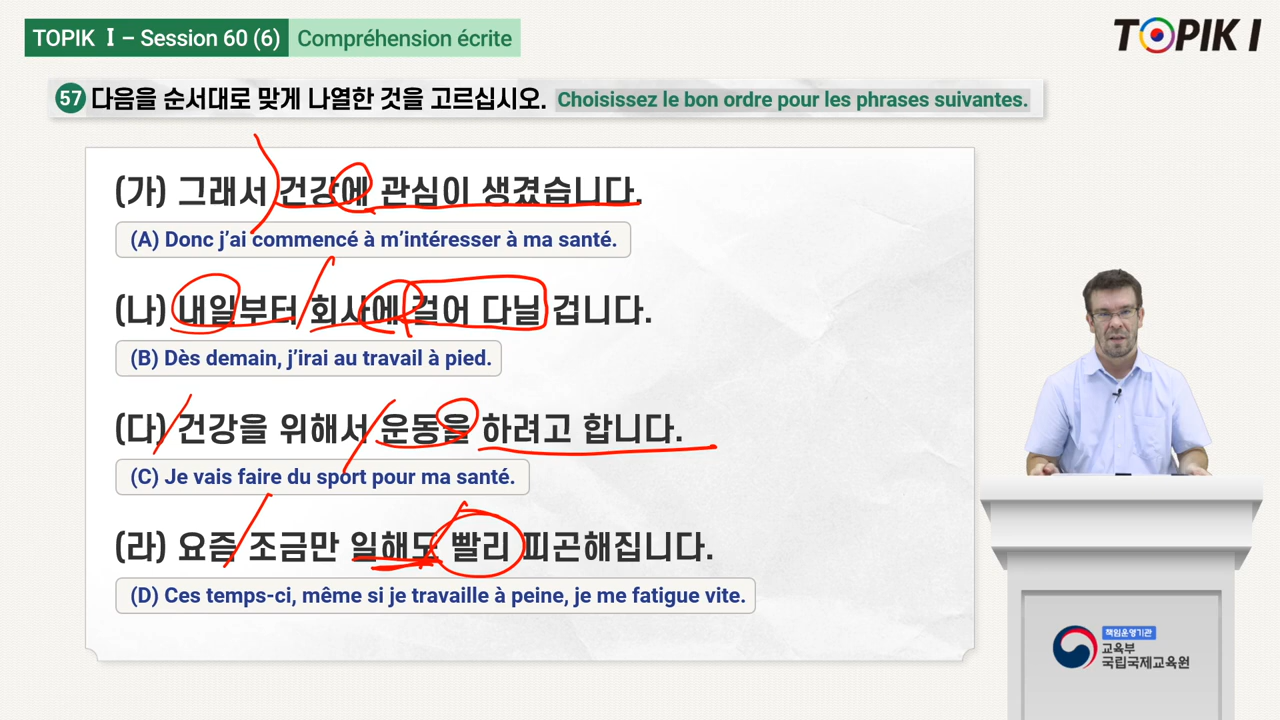 TOPIK Ⅰ – Session 60 (6) Compréhension écrite
TOPIK I
57 다음을 순서대로 맞게 나열한 것을 고르십시오. Choisissez le bon ordre pour les phrases suivantes.
(가) 그래서 건강에 관심이 생겼습니다.
(A) Donc j’ai commencé à m’intéresser à ma santé.
(나) 내일부터 회사에 걸어 다닐 겁니다.
(B) Dès demain, j’irai au travail à pied.
(다) 건강을 위해서 운동을 하려고 합니다.
(C) Je vais faire du sport pour ma santé.
(라) 요즘 조금만 일해도 빨리 피곤해집니다.
(D) Ces temps-ci, même si je travaille à peine, je me fatigue vite.
책임운영기관
교육부
국립국제교육원